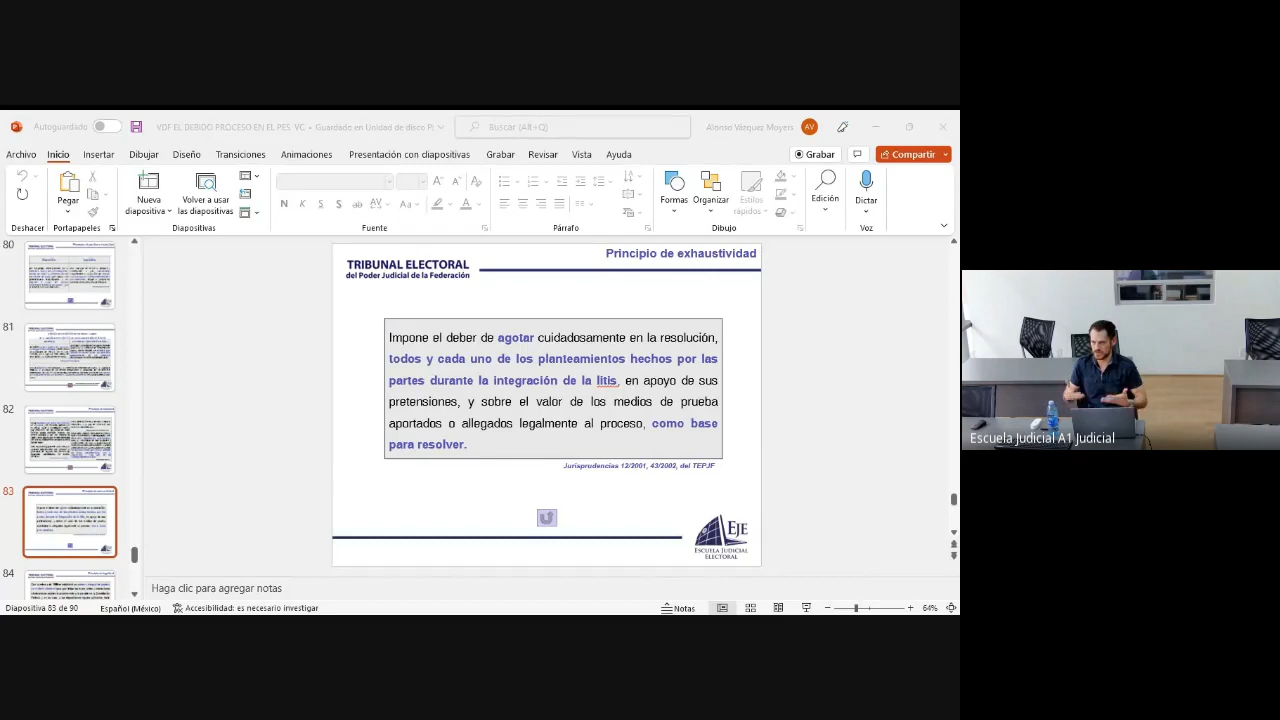 Autoguardado
VDF EL DEBIDO PROCESO EN EL PES VC • Guardado en Unidad de disco P:
Buscar (Alt+Q)
Alonso Vázquez Moyers
AV
Archivo Inicio Insertar Dibujar Diseño Transiciones Animaciones Presentación con diapositivas Grabar Revisar Vista Ayuda
Grabar
Compartir
Pegar
Nueva
diapositiva
Volver a usar
las diapositivas
N K S S ab AV Aa A A A
Formas
Organizar
Estilos
rápidos
Edición
Dictar
Deshacer Portapapeles Diapositivas Fuente Párrafo Dibujo Voz
80
81
82
83
84
Principio de exhaustividad
TRIBUNAL ELECTORAL
del Poder Judicial de la Federación
Impone el deber de agotar cuidadosamente en la resolución,
todos y cada uno de los planteamientos hechos por las
partes durante la integración de la litis, en apoyo de sus
pretensiones, y sobre el valor de los medios de prueba
aportados o allegados legalmente al proceso, como base
para resolver.
Jurisprudencias 12/2001, 43/2002, del TEPJF
EJE
ESCUELA JUDICIAL
ELECTORAL
Haga clic para agregar notas
Diapositiva 83 de 90 Español (México) Accesibilidad: es necesario investigar Notas 64%
Escuela Judicial A1 Judicial